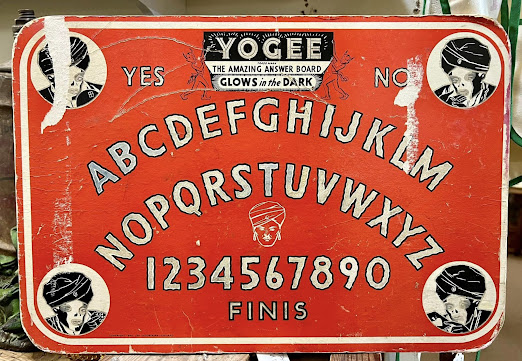 YOGEE
THE AMAZING ANSWER BOARD
GLOWS in the DARK
YES NO
ABCDEFGHIJKLM
NOPQRSTUVWXYZ
1234567890
FINIS